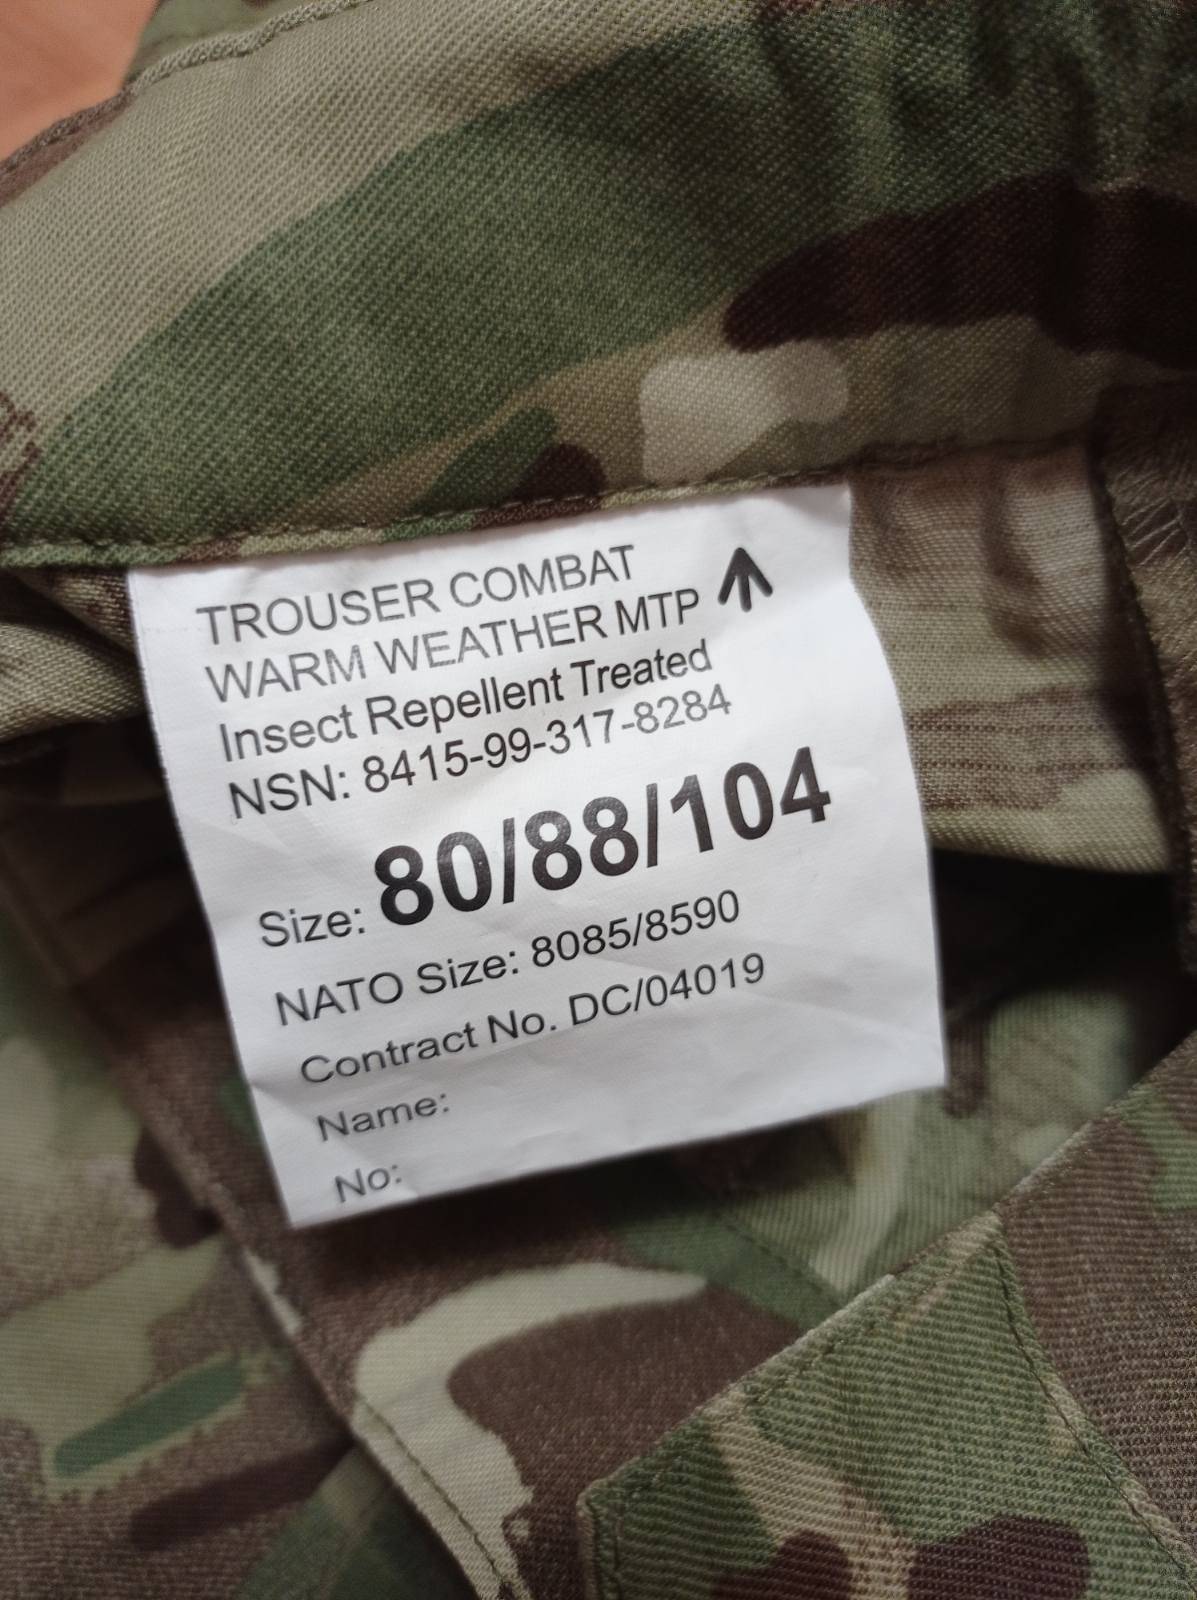 TROUSER COMBAT
WARM WEATHER MTP
Insect Repellent Treated
NSN: 8415-99-317-8284
Size: 80/88/104
NATO Size: 8085/8590
Contract No. DC/04019
Name:
No: